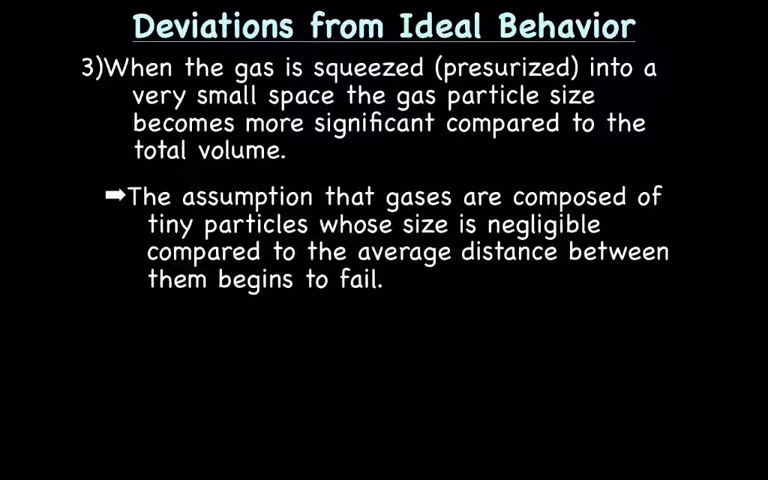 Deviations from Ideal Behavior
3)When the gas is squeezed (presurized) into a
very small space the gas particle size
becomes more significant compared to the
total volume.
➡The assumption that gases are composed of
tiny particles whose size is negligible
compared to the average distance between
them begins to fail.